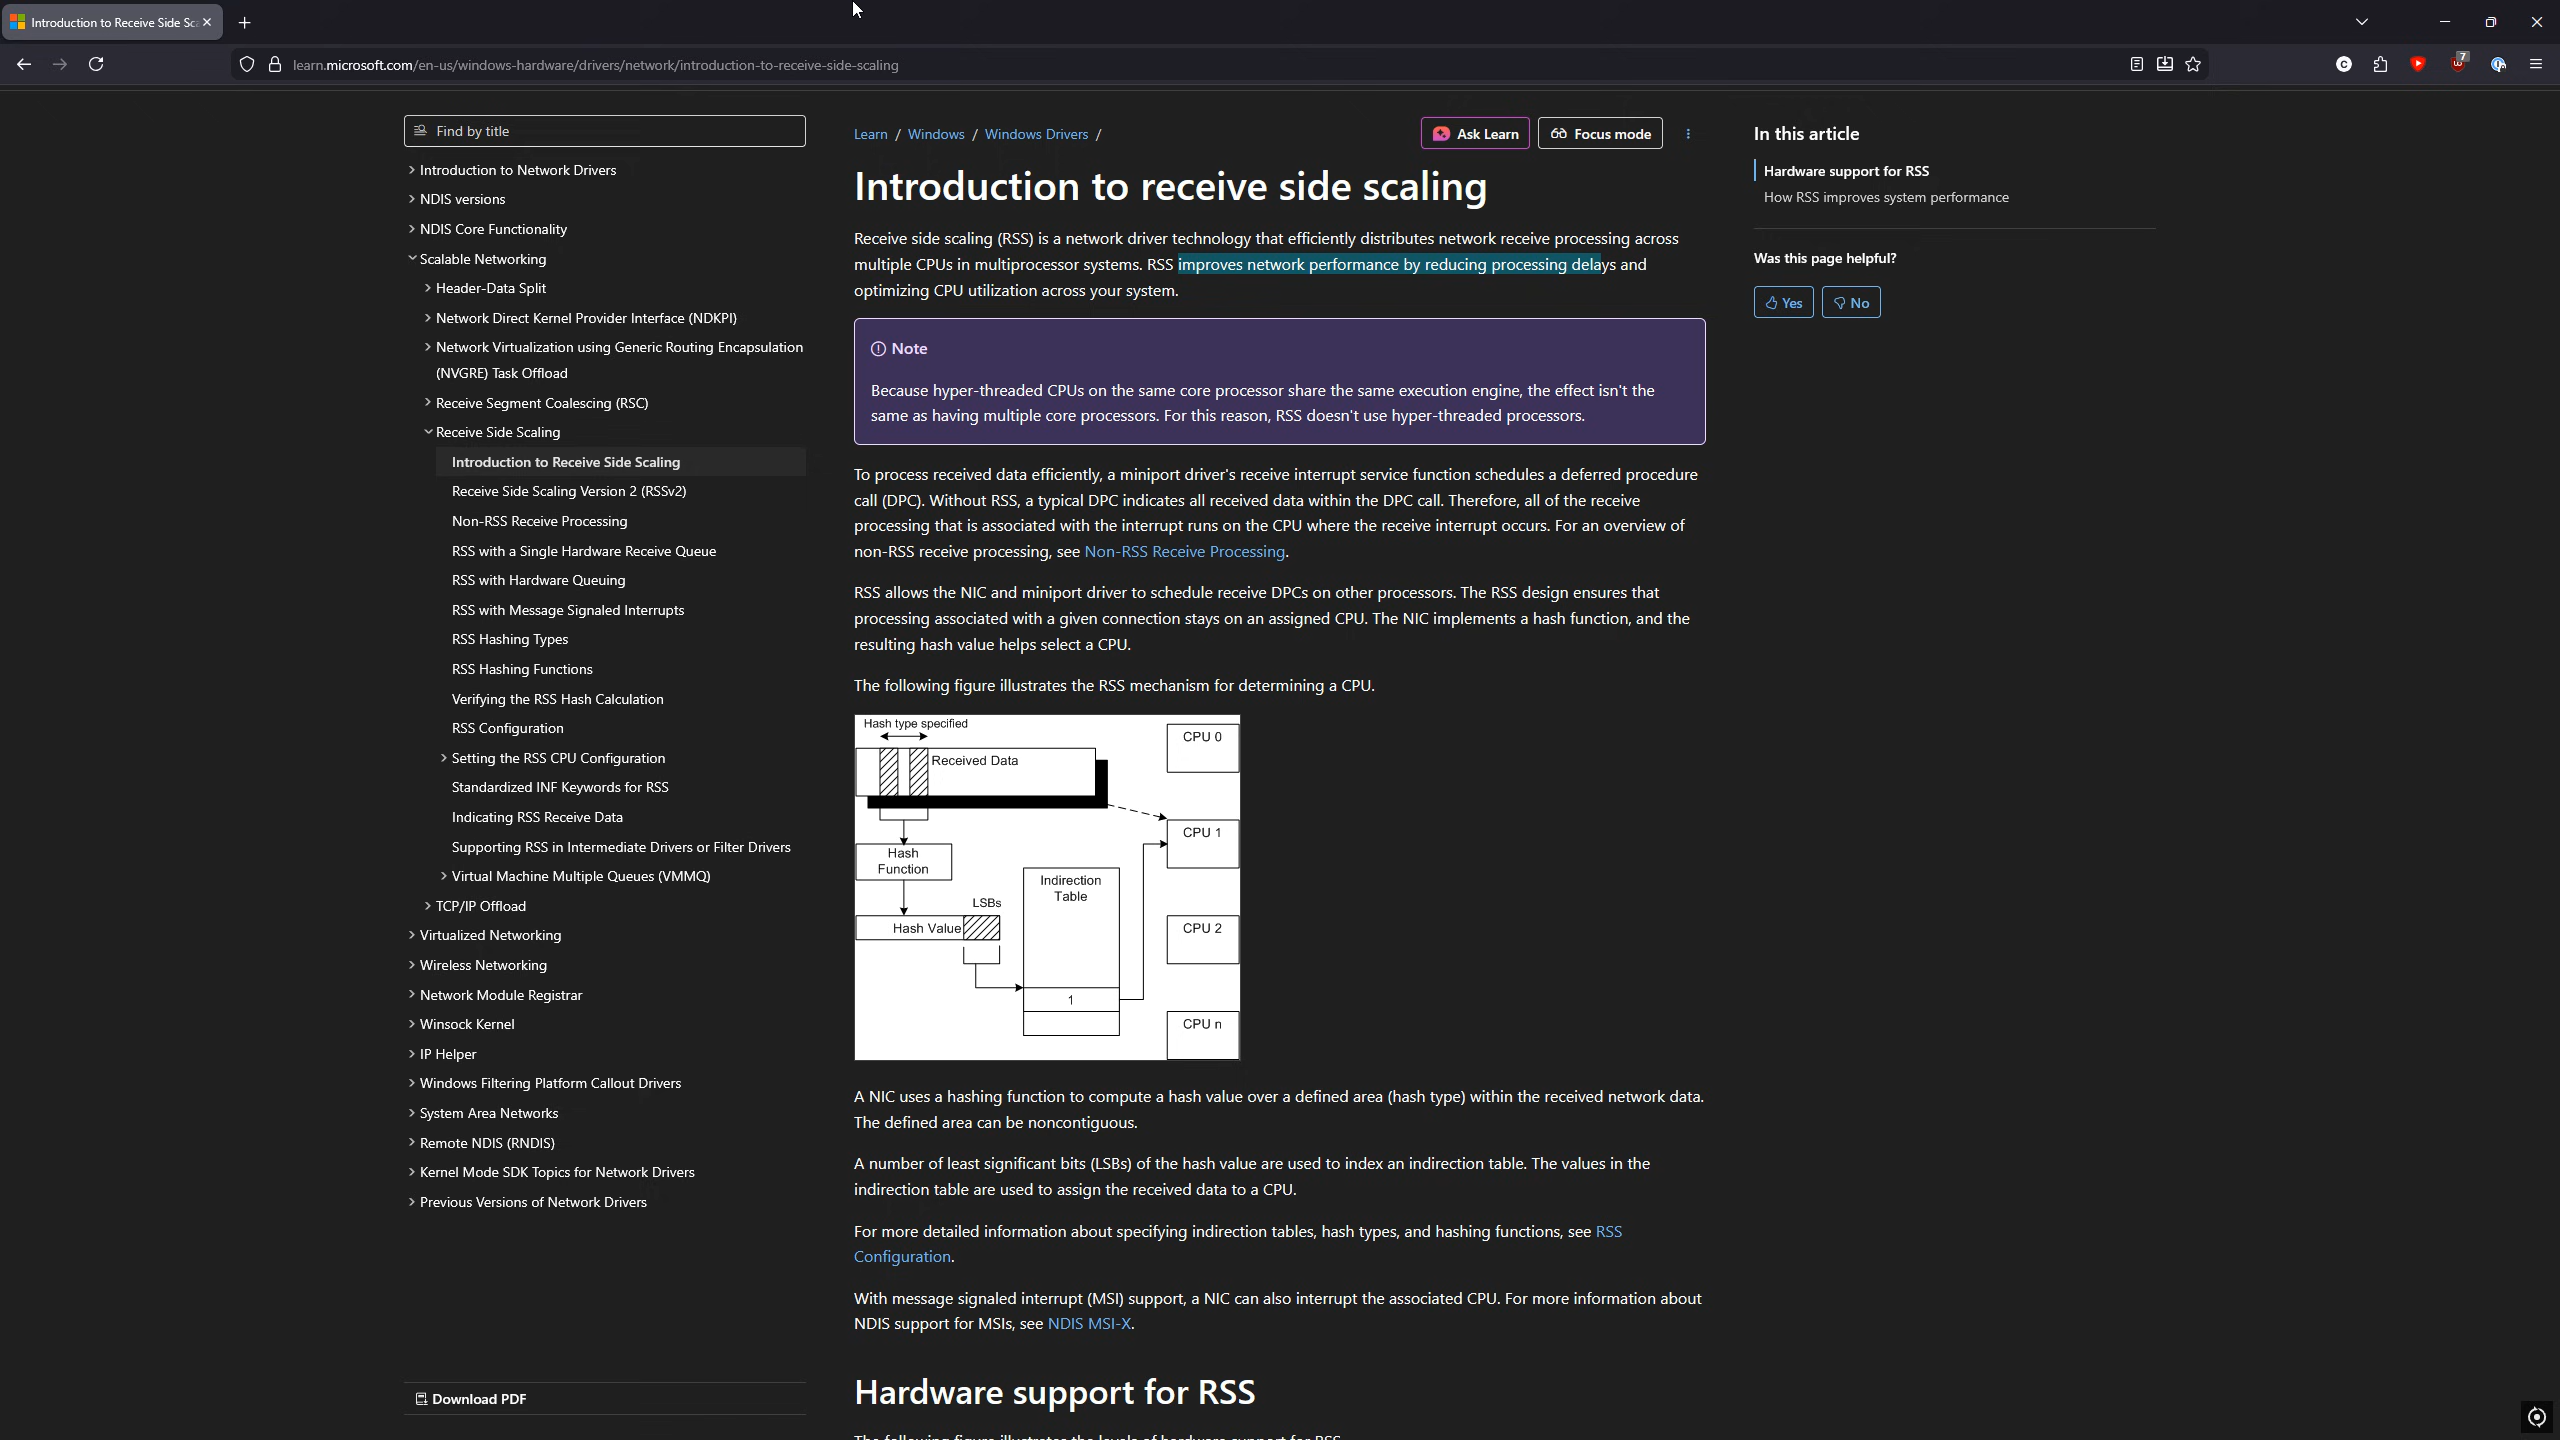 Introduction to Receive Side Sc
learn.microsoft.com/en-us/windows-hardware/drivers/network/introduction-to-receive-side-scaling
7
Find by title
Introduction to Network Drivers
NDIS versions
NDIS Core Functionality
Scalable Networking
Header-Data Split
Network Direct Kernel Provider Interface (NDKPI)
Network Virtualization using Generic Routing Encapsulation
(NVGRE) Task Offload
Receive Segment Coalescing (RSC)
Receive Side Scaling
Introduction to Receive Side Scaling
Receive Side Scaling Version 2 (RSSv2)
Non-RSS Receive Processing
RSS with a Single Hardware Receive Queue
RSS with Hardware Queuing
RSS with Message Signaled Interrupts
RSS Hashing Types
RSS Hashing Functions
Verifying the RSS Hash Calculation
RSS Configuration
Setting the RSS CPU Configuration
Standardized INF Keywords for RSS
Indicating RSS Receive Data
Supporting RSS in Intermediate Drivers or Filter Drivers
Virtual Machine Multiple Queues (VMMQ)
TCP/IP Offload
Virtualized Networking
Wireless Networking
Network Module Registrar
Winsock Kernel
IP Helper
Windows Filtering Platform Callout Drivers
System Area Networks
Remote NDIS (RNDIS)
Kernel Mode SDK Topics for Network Drivers
Previous Versions of Network Drivers
Download PDF
Learn / Windows / Windows Drivers /
Ask Learn
Focus mode
Introduction to receive side scaling
Receive side scaling (RSS) is a network driver technology that efficiently distributes network receive processing across
multiple CPUs in multiprocessor systems. RSS improves network performance by reducing processing delays and
optimizing CPU utilization across your system.
Note
Because hyper-threaded CPUs on the same core processor share the same execution engine, the effect isn't the
same as having multiple core processors. For this reason, RSS doesn't use hyper-threaded processors.
To process received data efficiently, a miniport driver's receive interrupt service function schedules a deferred procedure
call (DPC). Without RSS, a typical DPC indicates all received data within the DPC call. Therefore, all of the receive
processing that is associated with the interrupt runs on the CPU where the receive interrupt occurs. For an overview of
non-RSS receive processing, see Non-RSS Receive Processing.
RSS allows the NIC and miniport driver to schedule receive DPCs on other processors. The RSS design ensures that
processing associated with a given connection stays on an assigned CPU. The NIC implements a hash function, and the
resulting hash value helps select a CPU.
The following figure illustrates the RSS mechanism for determining a CPU.
Hash type specified
CPU 0
Received Data
CPU 1
Hash
Function
Indirection
Table
LSBs
Hash Value
CPU 2
1
CPU n
A NIC uses a hashing function to compute a hash value over a defined area (hash type) within the received network data.
The defined area can be noncontiguous.
A number of least significant bits (LSBs) of the hash value are used to index an indirection table. The values in the
indirection table are used to assign the received data to a CPU.
For more detailed information about specifying indirection tables, hash types, and hashing functions, see RSS
Configuration.
With message signaled interrupt (MSI) support, a NIC can also interrupt the associated CPU. For more information about
NDIS support for MSIs, see NDIS MSI-X.
Hardware support for RSS
The following figure illustrates the levels of hardware support for RSS
In this article
Hardware support for RSS
How RSS improves system performance
Was this page helpful?
Yes
No